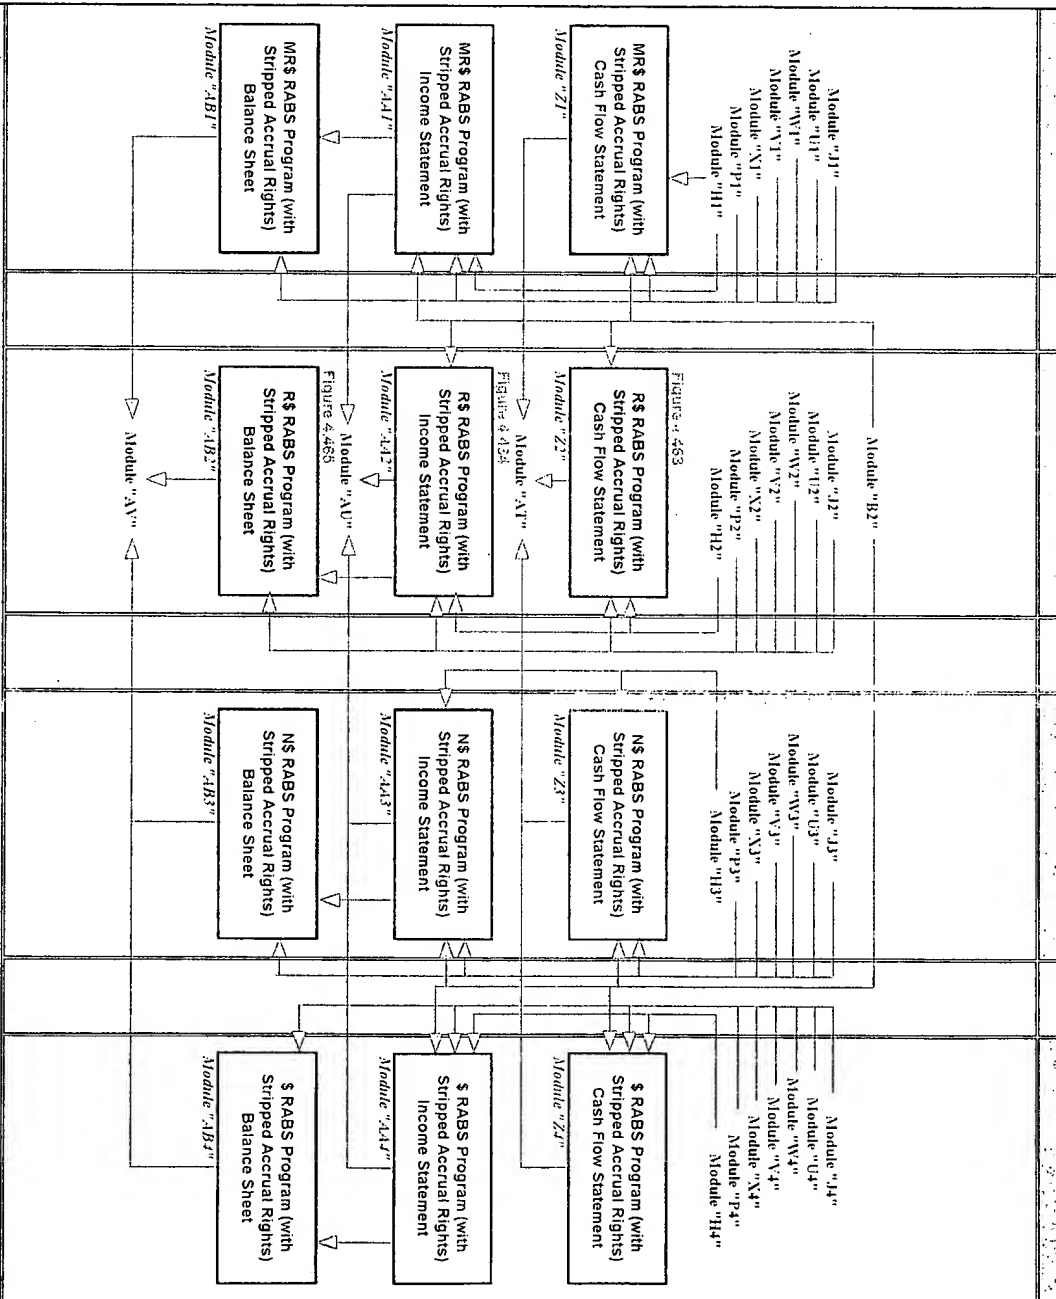 Module "J1"
Module "U1"
Module "W1"
Module "V1"
Module "X1"
Module "P1"
Module "H1"
MR$ RABS Program (with
Stripped Accrual Rights)
Cash Flow Statement
Module "Z1"
MR$ RABS Program (with
Stripped Accrual Rights)
Income Statement
Module "AA1"
MR$ RABS Program (with
Stripped Accrual Rights)
Balance Sheet
Module "AB1"
Module "B2"
Module "J2"
Module "U2"
Module "W2"
Module "V2"
Module "X2"
Module "P2"
Module "H2"
Figure 4.463
R$ RABS Program (with
Stripped Accrual Rights)
Cash Flow Statement
Module "Z2"
Module "AT"
Figure 4.464
R$ RABS Program (with
Stripped Accrual Rights)
Income Statement
Module "AA2"
Module "AU"
Figure 4.465
R$ RABS Program (with
Stripped Accrual Rights)
Balance Sheet
Module "AB2"
Module "AV"
Module "J3"
Module "U3"
Module "W3"
Module "V3"
Module "X3"
Module "P3"
Module "H3"
N$ RABS Program (with
Stripped Accrual Rights)
Cash Flow Statement
Module "Z3"
N$ RABS Program (with
Stripped Accrual Rights)
Income Statement
Module "AA3"
N$ RABS Program (with
Stripped Accrual Rights)
Balance Sheet
Module "AB3"
Module "J4"
Module "U4"
Module "W4"
Module "V4"
Module "X4"
Module "P4"
Module "H4"
$ RABS Program (with
Stripped Accrual Rights)
Cash Flow Statement
Module "Z4"
$ RABS Program (with
Stripped Accrual Rights)
Income Statement
Module "AA4"
$ RABS Program (with
Stripped Accrual Rights)
Balance Sheet
Module "AB4"